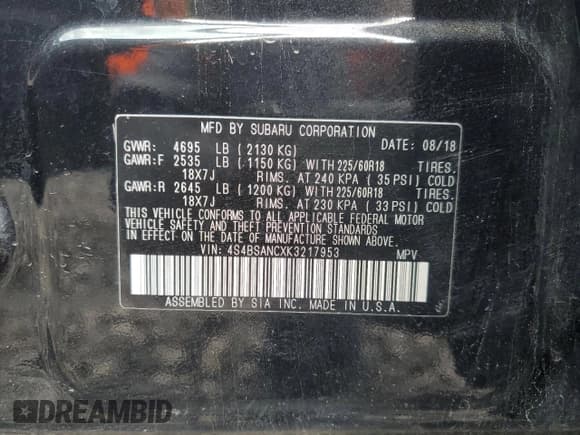 MFD BY SUBARU CORPORATION
GVWR: 4695 LB ( 2130 KG) DATE: 08/18
GAWR:F 2535 LB ( 1150 KG) WITH 225/60R18 TIRES.
18X7J RIMS. AT 240 KPA ( 35 PSI) COLD
GAWR:R 2645 LB ( 1200 KG) WITH 225/60R18 TIRES.
18X7J RIMS. AT 230 KPA ( 33 PSI) COLD
THIS VEHICLE CONFORMS TO ALL APPLICABLE FEDERAL MOTOR
VEHICLE SAFETY AND THEFT PREVENTION STANDARDS
IN EFFECT ON THE DATE OF MANUFACTURE SHOWN ABOVE.
VIN: 4S4BSANCXK3217953 MPV
ASSEMBLED BY SIA INC. MADE IN U.S.A.
DREAMBID